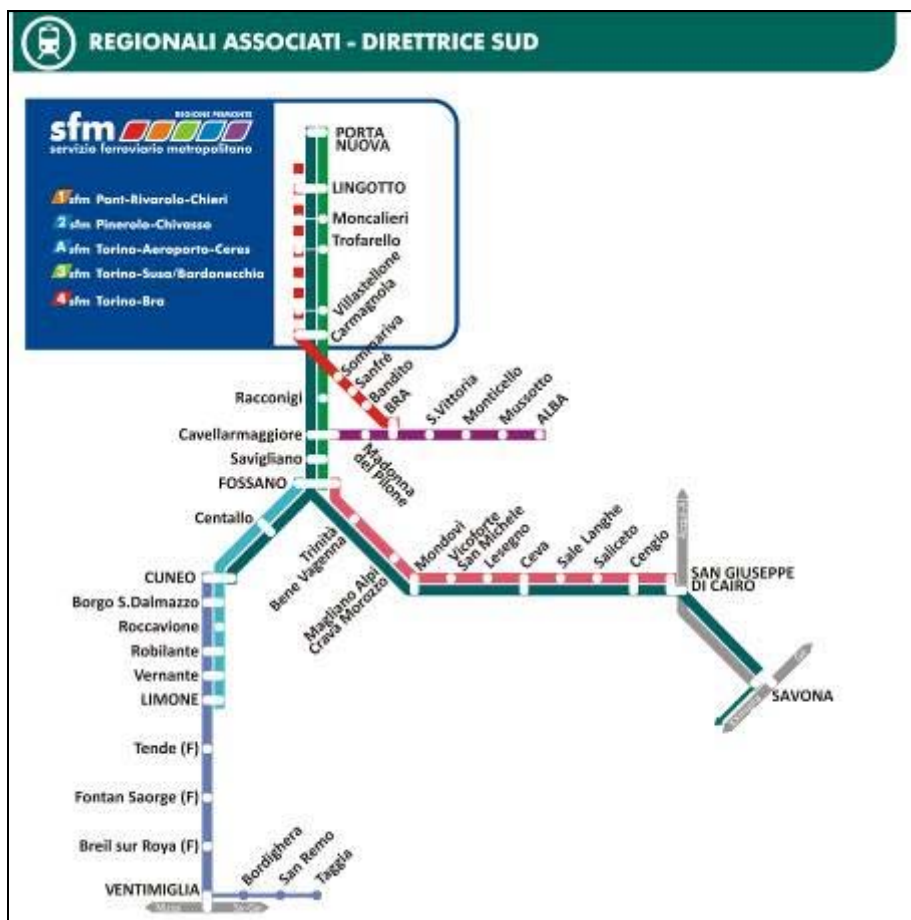 REGIONALI ASSOCIATI - DIRETTRICE SUD
REGIONE PIEMONTE
sfm
servizio ferroviario metropolitano
1 sfm Pont-Rivarolo-Chieri
2 sfm Pinerolo-Chivasso
A sfm Torino-Aeroporto-Ceres
3 sfm Torino-Susa/Bardonecchia
4 sfm Torino-Bra
PORTA
NUOVA
LINGOTTO
Moncalieri
Trofarello
Villastellone
Carmagnola
Sommariva
Sanfrè
Bandito
BRA
Racconigi
S.Vittoria
Monticello
Mussotto
ALBA
Cavellarmaggiore
Madonna
del Pilone
Savigliano
FOSSANO
Centallo
Trinità
Bene Vagenna
Magliano Alpi
Crava Morozzo
Mondovì
Vicoforte
San Michele
Lesegno
Ceva
Sale Langhe
Saliceto
Cengio
SAN GIUSEPPE
DI CAIRO
CUNEO
Borgo S.Dalmazzo
Roccavione
Robilante
Vernante
LIMONE
SAVONA
Tende (F)
Fontan Saorge (F)
Breil sur Roya (F)
VENTIMIGLIA
Bordighera
San Remo
Taggia